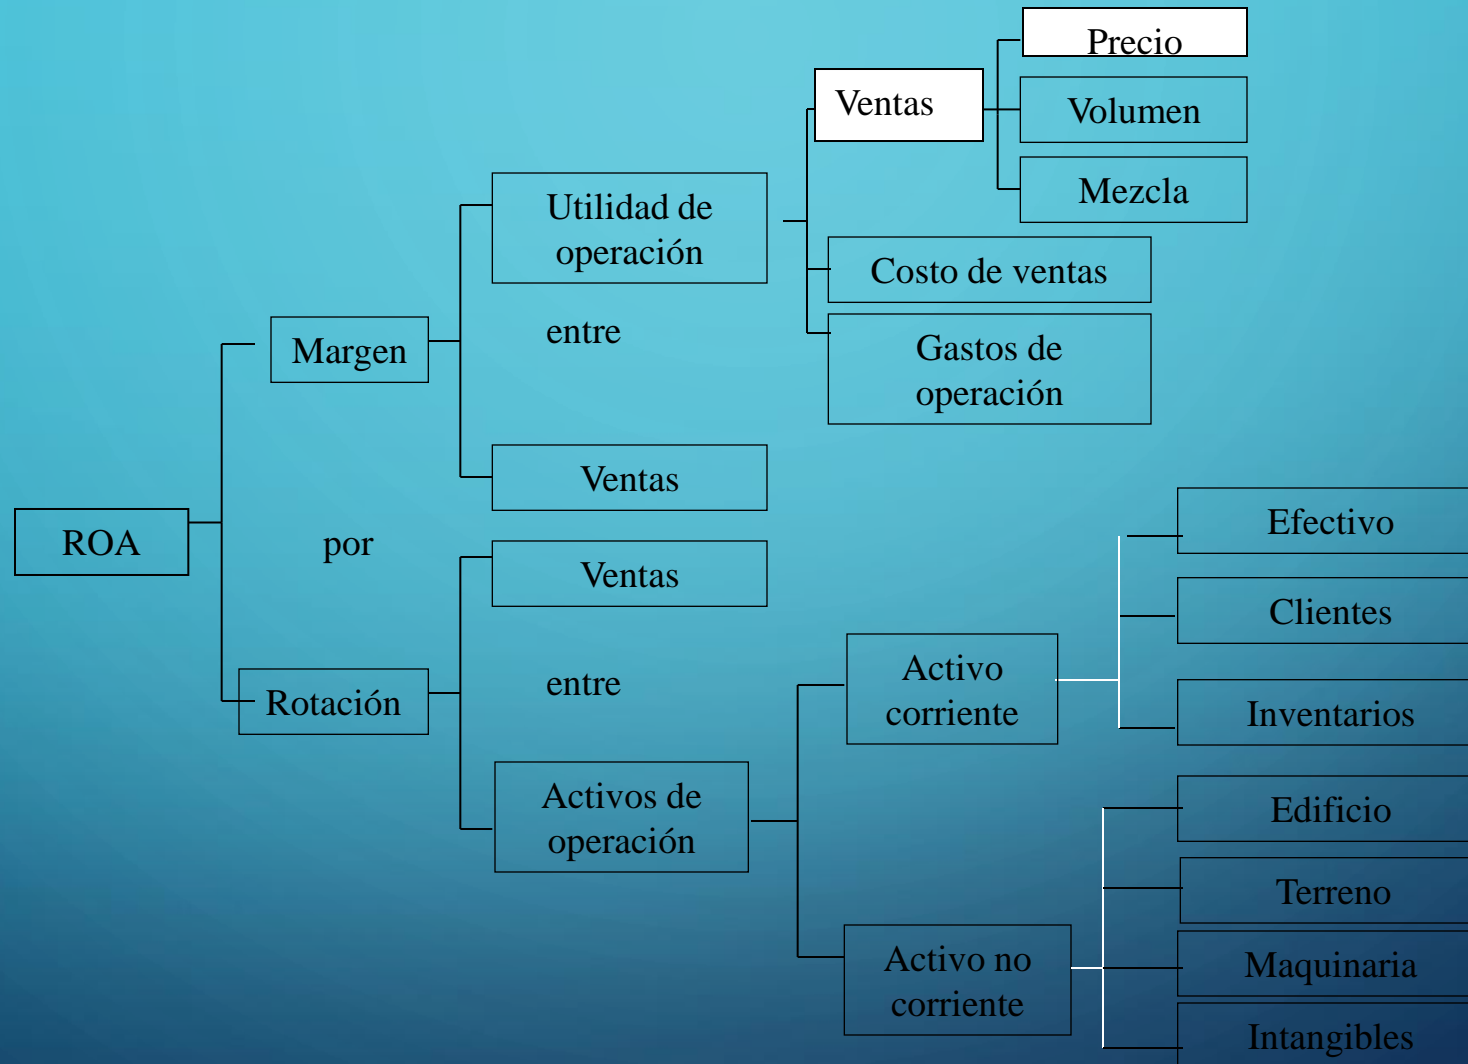 Precio
Ventas
Volumen
Mezcla
Utilidad de
operación
Costo de ventas
entre
Gastos de
operación
Margen
Ventas
ROA
por
Ventas
Efectivo
Clientes
entre
Activo
corriente
Rotación
Inventarios
Activos de
operación
Edificio
Terreno
Activo no
corriente
Maquinaria
Intangibles